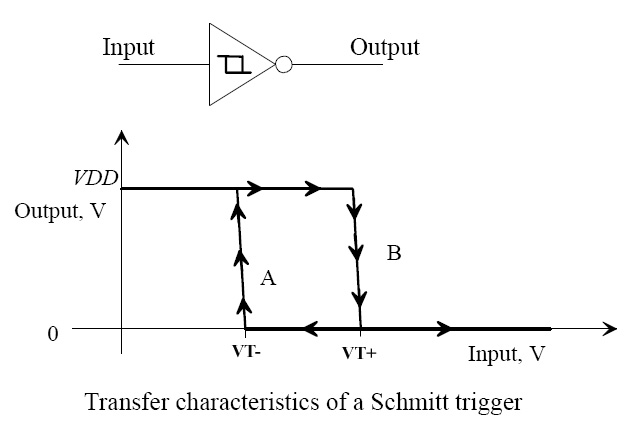 Input
Output
VDD
Output, V
B
A
0
VT-
VT+
Input, V
Transfer characteristics of a Schmitt trigger